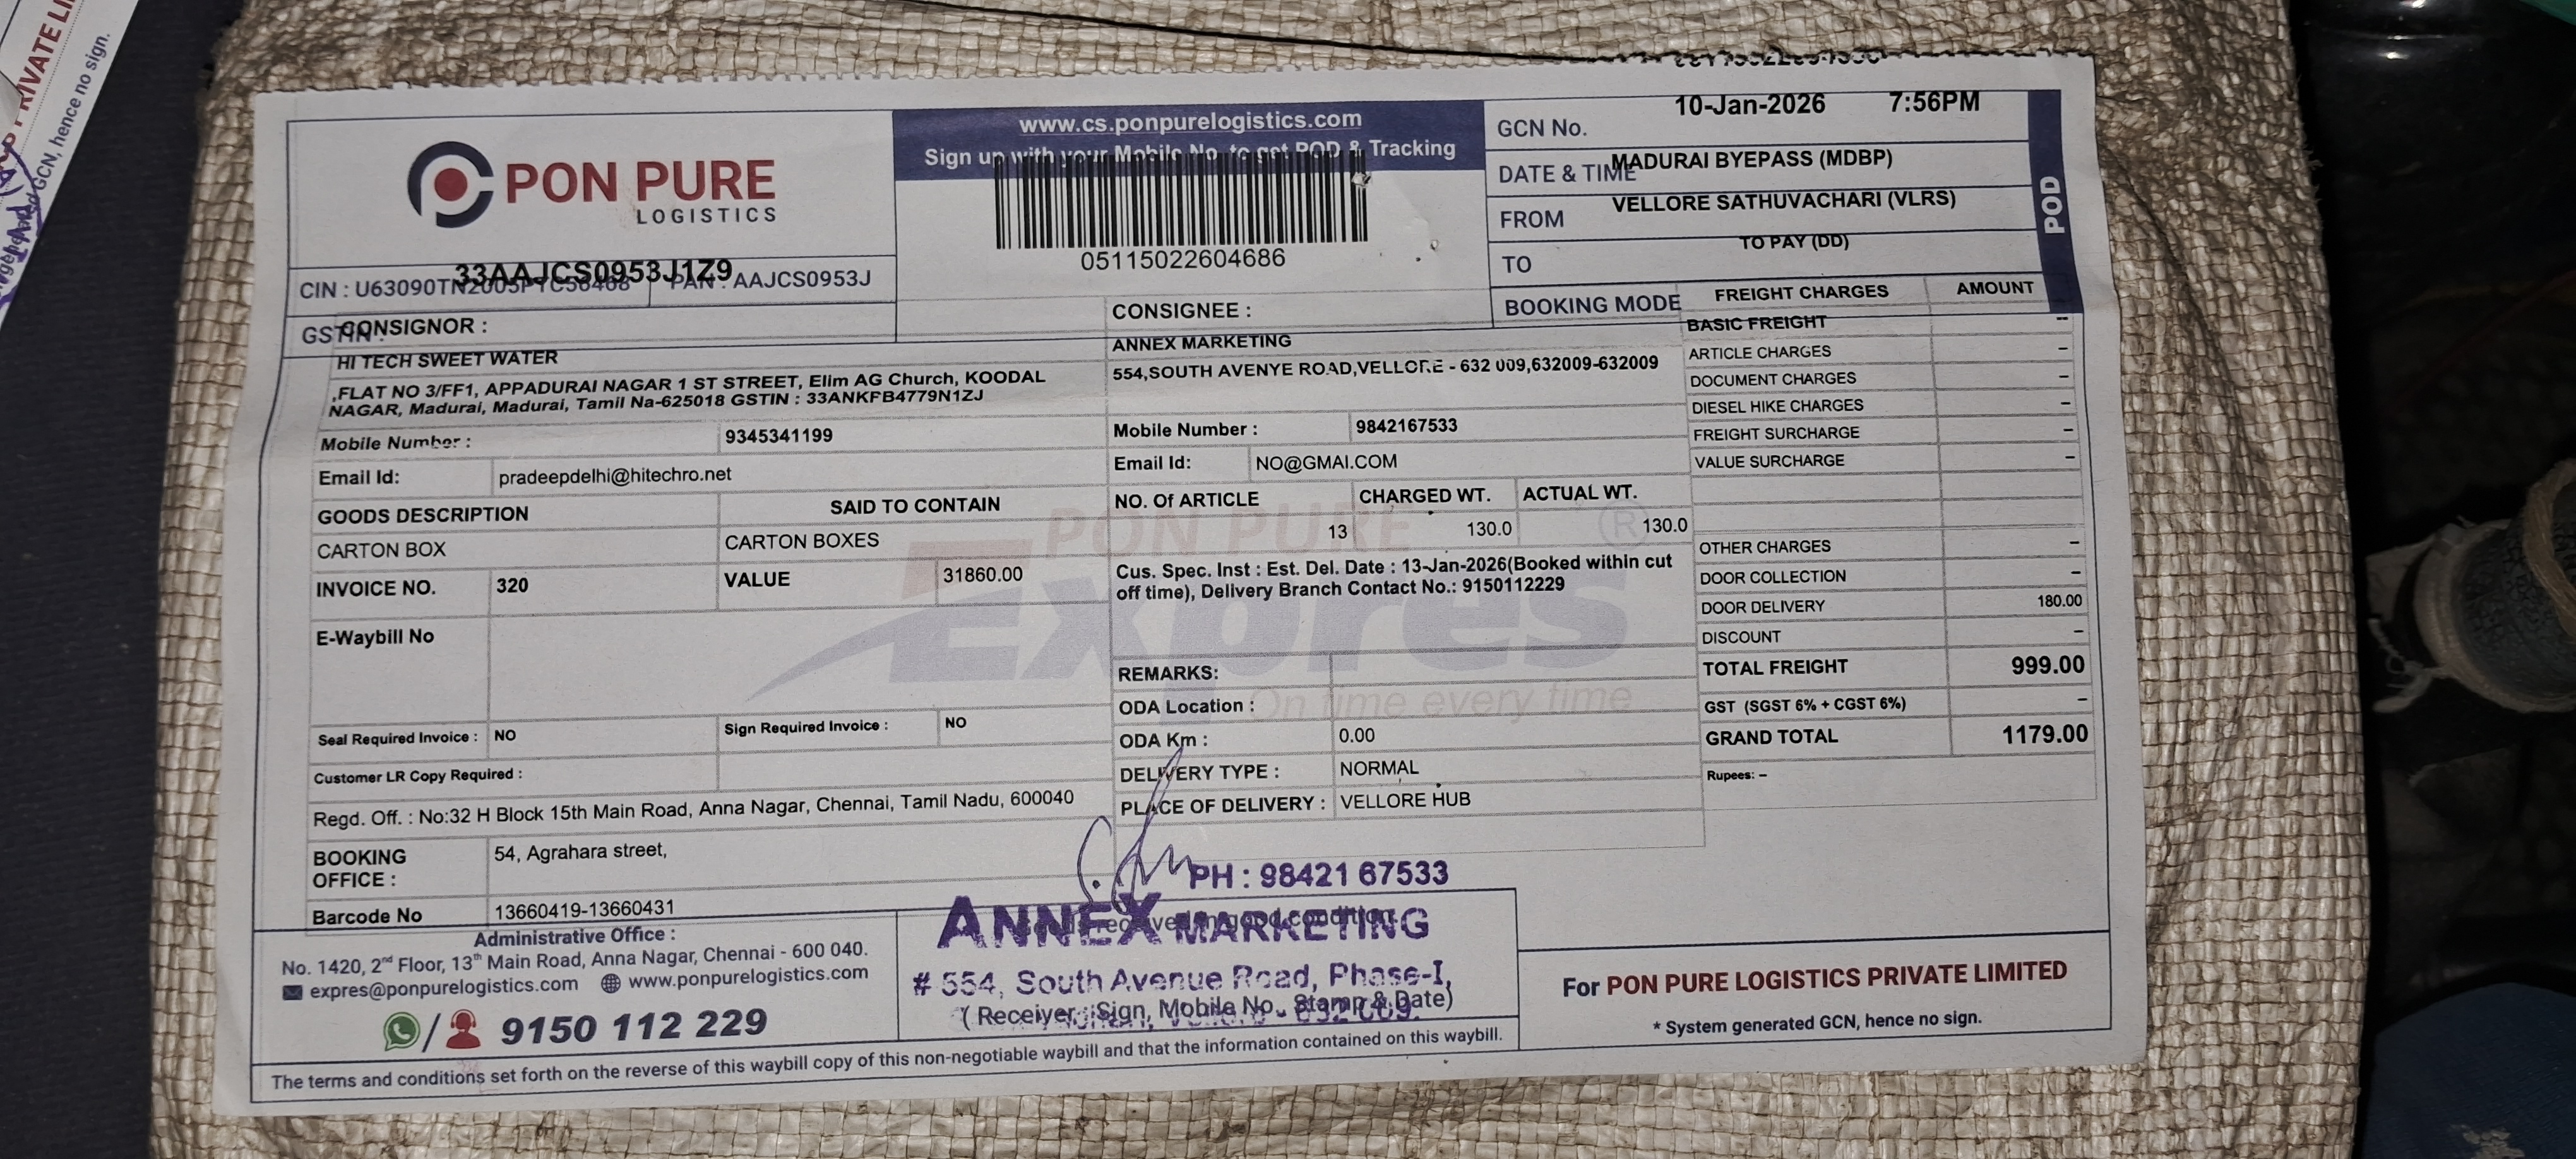 PON PURE
LOGISTICS
www.cs.ponpurelogistics.com
Sign up with your Mobile No. to get POD & Tracking
05115022604686
10-Jan-2026 7:56PM
GCN No.
MADURAI BYEPASS (MDBP)
DATE & TIME
VELLORE SATHUVACHARI (VLRS)
FROM
TO PAY (DD)
TO
BOOKING MODE
POD
33AAJCS0953J1Z9
CIN : PAN : AAJCS0953J
GSTIN :
CONSIGNOR :
HI TECH SWEET WATER
,FLAT NO 3/FF1, APPADURAI NAGAR 1 ST STREET, Elim AG Church, KOODAL
NAGAR, Madurai, Madurai, Tamil Na-625018 GSTIN : 33ANKFB4779N1ZJ
Mobile Number : 9345341199
Email Id: pradeepdelhi@hitechro.net
GOODS DESCRIPTION SAID TO CONTAIN
CARTON BOX CARTON BOXES
INVOICE NO. 320 VALUE 31860.00
E-Waybill No
Seal Required Invoice : NO Sign Required Invoice : NO
Customer LR Copy Required :
Regd. Off. : No:32 H Block 15th Main Road, Anna Nagar, Chennai, Tamil Nadu, 600040
BOOKING OFFICE : 54, Agrahara street,
Barcode No 13660419-13660431
CONSIGNEE :
ANNEX MARKETING
554,SOUTH AVENYE ROAD,VELLORE - 632 009,632009-632009
Mobile Number : 9842167533
Email Id: NO@GMAI.COM
NO. Of ARTICLE CHARGED WT. ACTUAL WT.
13 130.0 130.0
Cus. Spec. Inst : Est. Del. Date : 13-Jan-2026(Booked within cut
off time), Delivery Branch Contact No.: 9150112229
REMARKS:
ODA Location :
ODA Km : 0.00
DELIVERY TYPE : NORMAL
PLACE OF DELIVERY : VELLORE HUB
PON PURE
Expres ®
On time every time
FREIGHT CHARGES AMOUNT
BASIC FREIGHT –
ARTICLE CHARGES –
DOCUMENT CHARGES –
DIESEL HIKE CHARGES –
FREIGHT SURCHARGE –
VALUE SURCHARGE –
OTHER CHARGES –
DOOR COLLECTION –
DOOR DELIVERY 180.00
DISCOUNT –
TOTAL FREIGHT 999.00
GST (SGST 6% + CGST 6%) –
GRAND TOTAL 1179.00
Rupees: –
PH : 98421 67533
ANNEX MARKETING
# 554, South Avenue Road, Phase-I,
( Receiver Sign, Mobile No., Stamp & Date)
Administrative Office :
No. 1420, 2nd Floor, 13th Main Road, Anna Nagar, Chennai - 600 040.
expres@ponpurelogistics.com www.ponpurelogistics.com
/ 9150 112 229
For PON PURE LOGISTICS PRIVATE LIMITED
* System generated GCN, hence no sign.
The terms and conditions set forth on the reverse of this waybill copy of this non-negotiable waybill and that the information contained on this waybill.
PRIVATE LI
GCN, hence no sign.